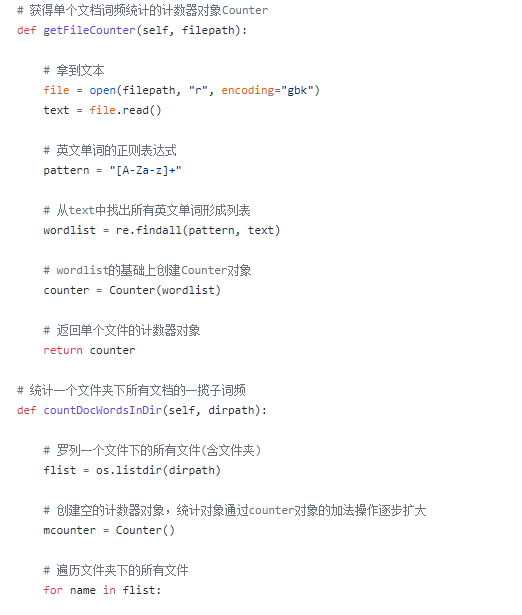 # 获得单个文档词频统计的计数器对象Counter
def getFileCounter(self, filepath):
# 拿到文本
file = open(filepath, "r", encoding="gbk")
text = file.read()
# 英文单词的正则表达式
pattern = "[A-Za-z]+"
# 从text中找出所有英文单词形成列表
wordlist = re.findall(pattern, text)
# wordlist的基础上创建Counter对象
counter = Counter(wordlist)
# 返回单个文件的计数器对象
return counter
# 统计一个文件夹下所有文档的一揽子词频
def countDocWordsInDir(self, dirpath):
# 罗列一个文件下的所有文件(含文件夹)
flist = os.listdir(dirpath)
# 创建空的计数器对象，统计对象通过counter对象的加法操作逐步扩大
mcounter = Counter()
# 遍历文件夹下的所有文件
for name in flist: